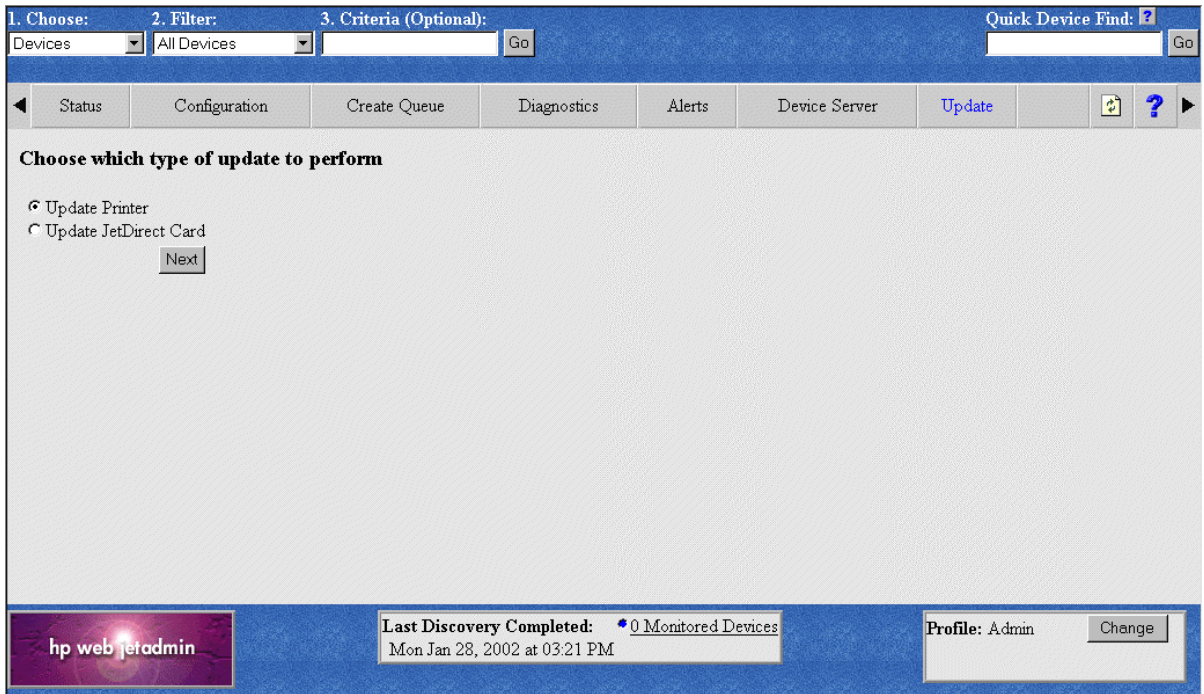 1. Choose: 2. Filter: 3. Criteria (Optional): Quick Device Find: ?
Devices All Devices Go Go
Status Configuration Create Queue Diagnostics Alerts Device Server Update ?
Choose which type of update to perform
Update Printer
Update JetDirect Card
Next
hp web jetadmin
Last Discovery Completed: 0 Monitored Devices
Mon Jan 28, 2002 at 03:21 PM
Profile: Admin Change